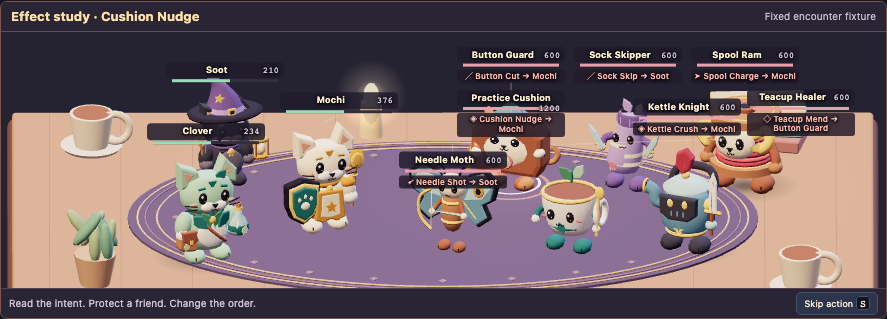 Effect study · Cushion Nudge
Fixed encounter fixture
Soot 210
Mochi 376
Clover 234
Button Guard 600
Button Cut → Mochi
Sock Skipper 600
Sock Skip → Soot
Spool Ram 600
Spool Charge → Mochi
Practice Cushion
1200
Cushion Nudge →
Mochi
Kettle Knight 600
Kettle Crush → Mochi
Teacup Healer 600
Teacup Mend →
Button Guard
Needle Moth 600
Needle Shot → Soot
Read the intent. Protect a friend. Change the order.
Skip action S